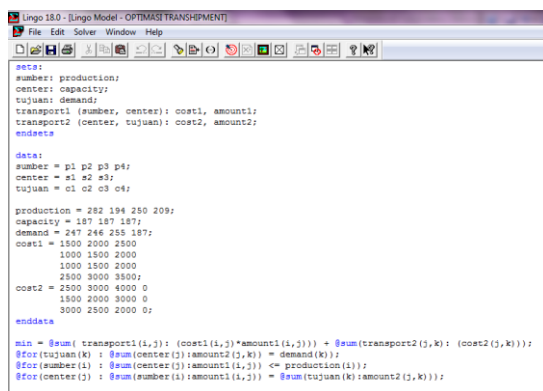 Lingo 18.0 - [Lingo Model - OPTIMASI TRANSHIPMENT]
File Edit Solver Window Help
sets:
sumber: production;
center: capacity;
tujuan: demand;
transport1 (sumber, center): cost1, amount1;
transport2 (center, tujuan): cost2, amount2;
endsets
data:
sumber = p1 p2 p3 p4;
center = s1 s2 s3;
tujuan = c1 c2 c3 c4;
production = 282 194 250 209;
capacity = 187 187 187;
demand = 247 246 255 187;
cost1 = 1500 2000 2500
1000 1500 2000
1000 1500 2000
2500 3000 3500;
cost2 = 2500 3000 4000 0
1500 2000 3000 0
3000 2500 2000 0;
enddata
min = @sum( transport1(i,j): (cost1(i,j)*amount1(i,j))) + @sum(transport2(j,k): (cost2(j,k)));
@for(tujuan(k) : @sum(center(j):amount2(j,k)) = demand(k));
@for(sumber(i) : @sum(center(j):amount1(i,j)) <= production(i));
@for(center(j) : @sum(sumber(i):amount1(i,j)) = @sum(tujuan(k):amount2(j,k)));